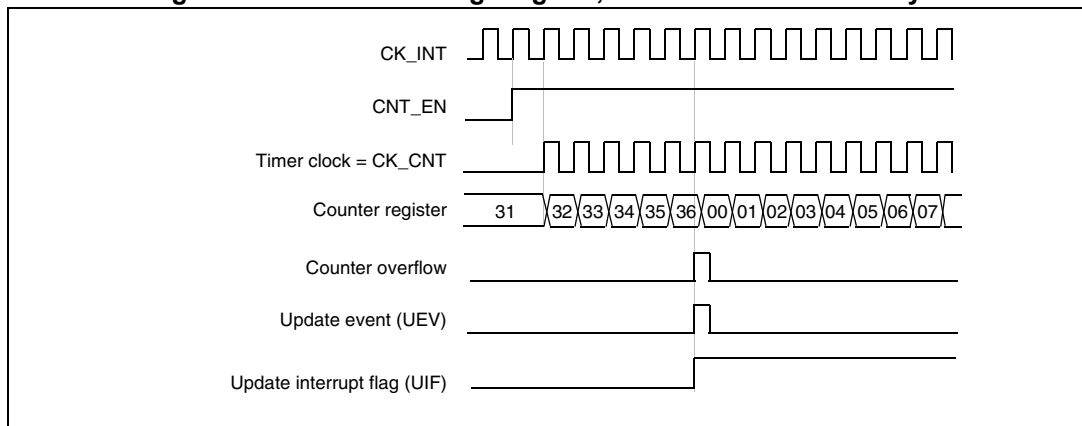 CK_INT
CNT_EN
Timer clock = CK_CNT
Counter register 31 32 33 34 35 36 00 01 02 03 04 05 06 07
Counter overflow
Update event (UEV)
Update interrupt flag (UIF)